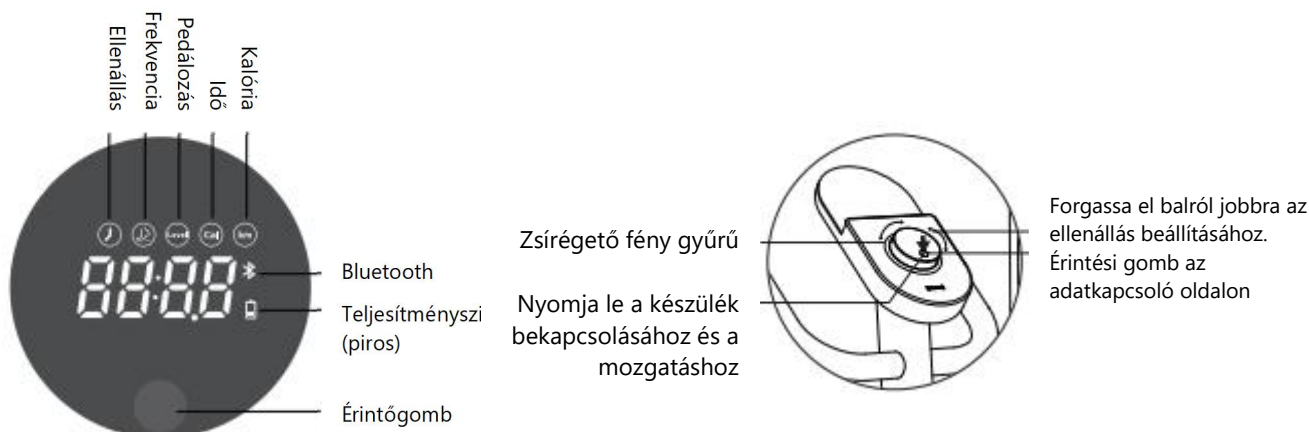 Ellenállás
Frekvencia
Pedálozás
Idő
Kalória
Level
Cal
km
88:8.8
Bluetooth
Teljesítményszi
(piros)
Érintőgomb
Zsírégető fény gyűrű
Nyomja le a készülék
bekapcsolásához és a
mozgatáshoz
Forgassa el balról jobbra az
ellenállás beállításához.
Érintési gomb az
adatkapcsoló oldalon